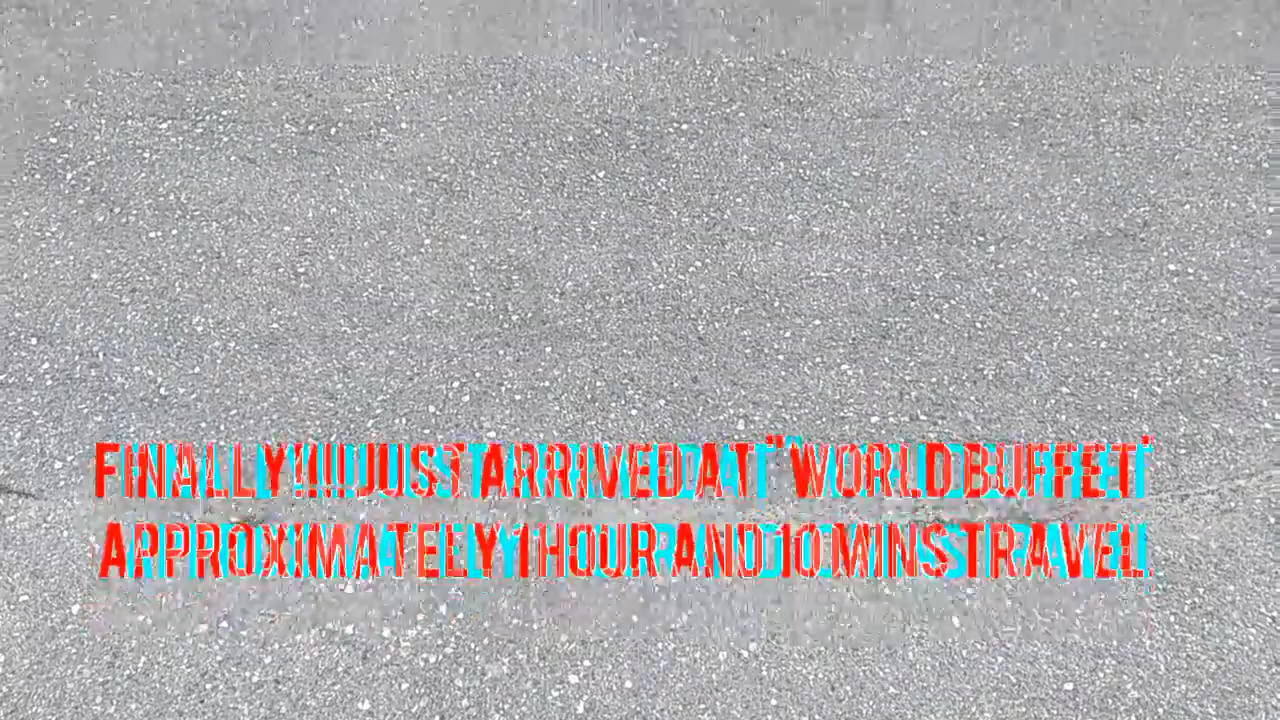 FINALLY!!!!JUST ARRIVED AT "WORLD BUFFET"
APPROXIMATELY 1 HOUR AND 10 MINS TRAVEL.